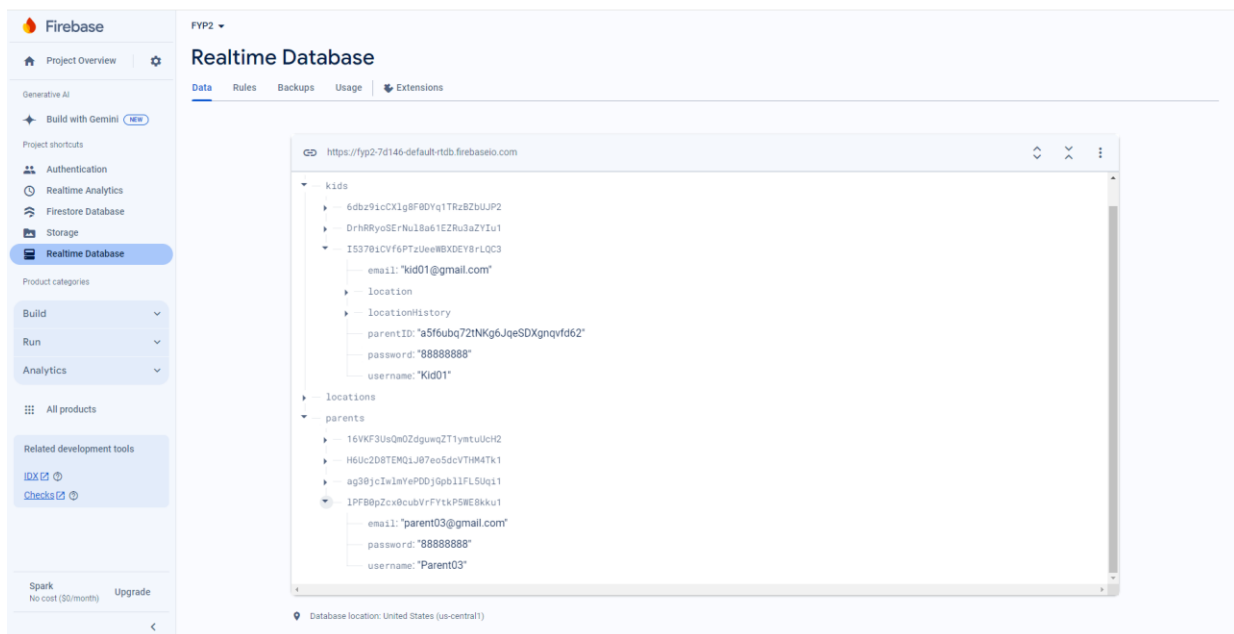 Firebase
FYP2
Project Overview
Realtime Database
Generative AI
Data Rules Backups Usage Extensions
Build with Gemini NEW
Project shortcuts
Authentication
Realtime Analytics
Firestore Database
Storage
Realtime Database
Product categories
Build
Run
Analytics
All products
Related development tools
IDX
Checks
Spark
No cost ($0/month)
Upgrade
https://fyp2-7d146-default-rtdb.firebaseio.com
kids
6dbz9icCXlg8F0DYq1TRzBZbUJP2
DrhRRyoSErNul8a61EZRu3aZYIu1
I5370iCVf6PTzUeeWBXDEY8rLQC3
email: "kid01@gmail.com"
location
locationHistory
parentID: "a5f6ubq72tNKg6JqeSDXgnqvfd62"
password: "88888888"
username: "Kid01"
locations
parents
16VKF3UsQmOZdguwqZT1ymtuUcH2
H6Uc2D8TEMQiJ07eo5dcVTHM4Tk1
ag30jcIwlmYePDDjGpbllFL5Uqi1
lPFB0pZcx0cubVrFYtkPSWE8kku1
email: "parent03@gmail.com"
password: "88888888"
username: "Parent03"
Database location: United States (us-central1)